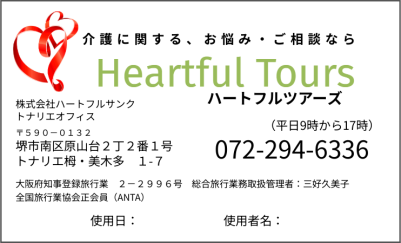 介護に関する、お悩み・ご相談なら
Heartful Tours
ハートフルツアーズ
株式会社ハートフルサンク
トナリエオフィス
（平日9時から17時）
〒５９０－０１３２
堺市南区原山台２丁２番１号
トナリエ栂・美木多　１-７
072-294-6336
大阪府知事登録旅行業　２－２９９６号　総合旅行業務取扱管理者：三好久美子
全国旅行業協会正会員（ANTA）
使用日：
使用者名：